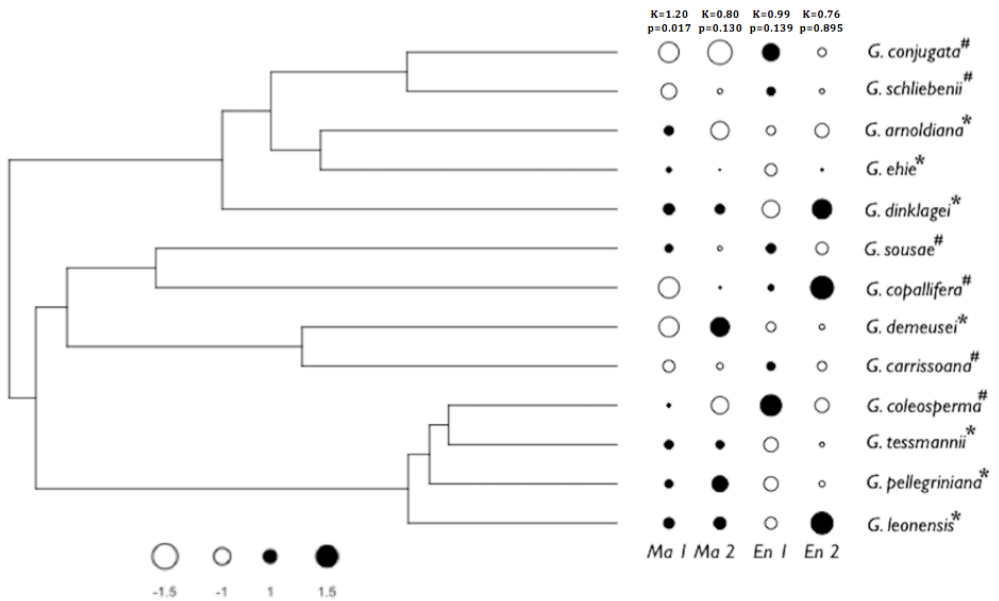 K=1.20 K=0.80 K=0.99 K=0.76
p=0.017 p=0.130 p=0.139 p=0.895
G. conjugata#
G. schliebenii#
G. arnoldiana*
G. ehie*
G. dinklagei*
G. sousae#
G. copallifera#
G. demeusei*
G. carrissoana#
G. coleosperma#
G. tessmannii*
G. pellegriniana*
G. leonensis*
Ma 1 Ma 2 En 1 En 2
-1.5 -1 1 1.5